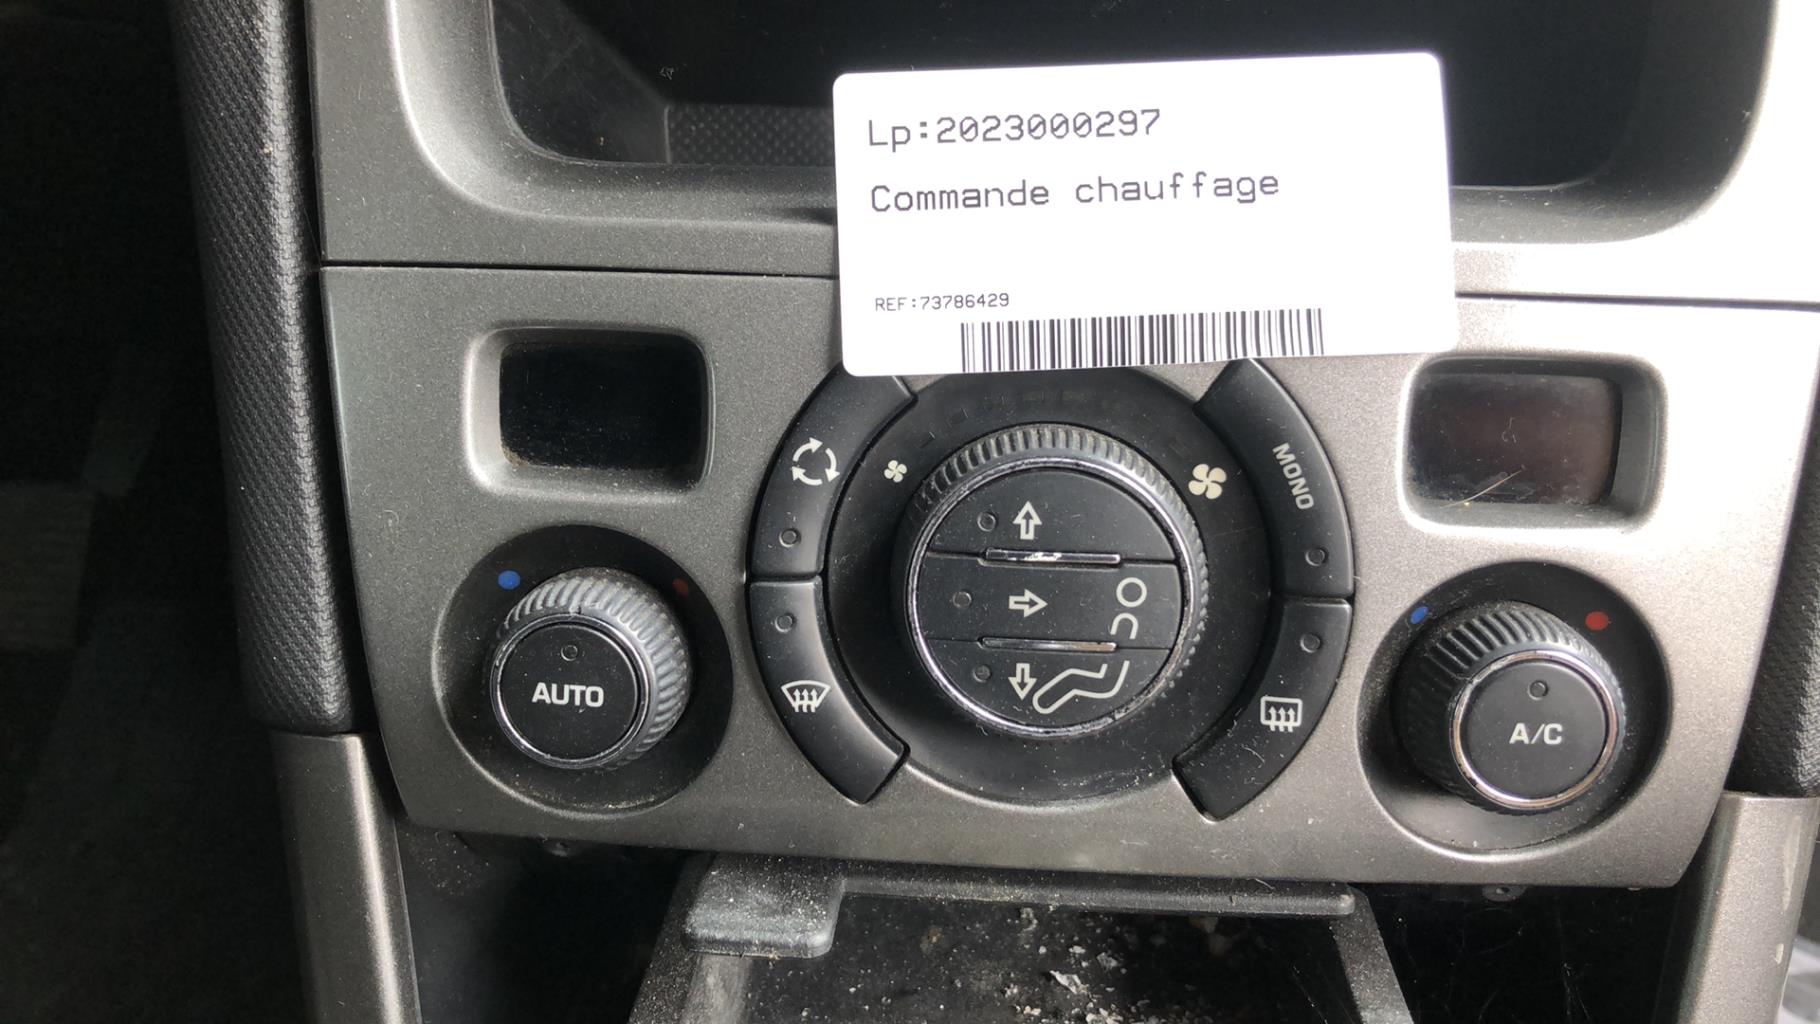 Lp:2023000297
Commande chauffage
REF:73786429
MONO
AUTO
A/C